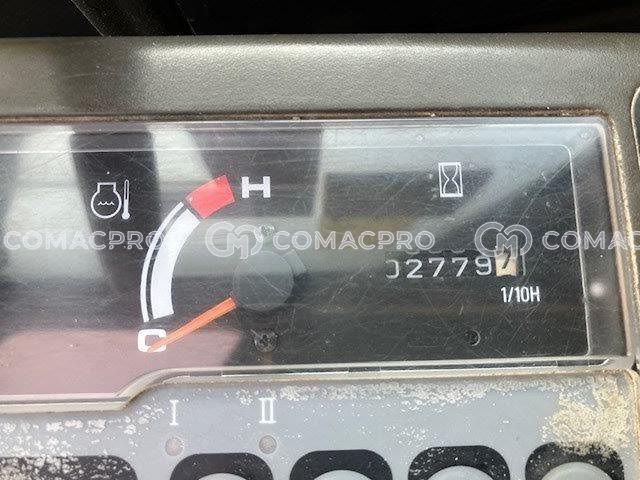 H
COMACPRO COMACPRO COMACPRO
02779
1/10H
C
I II